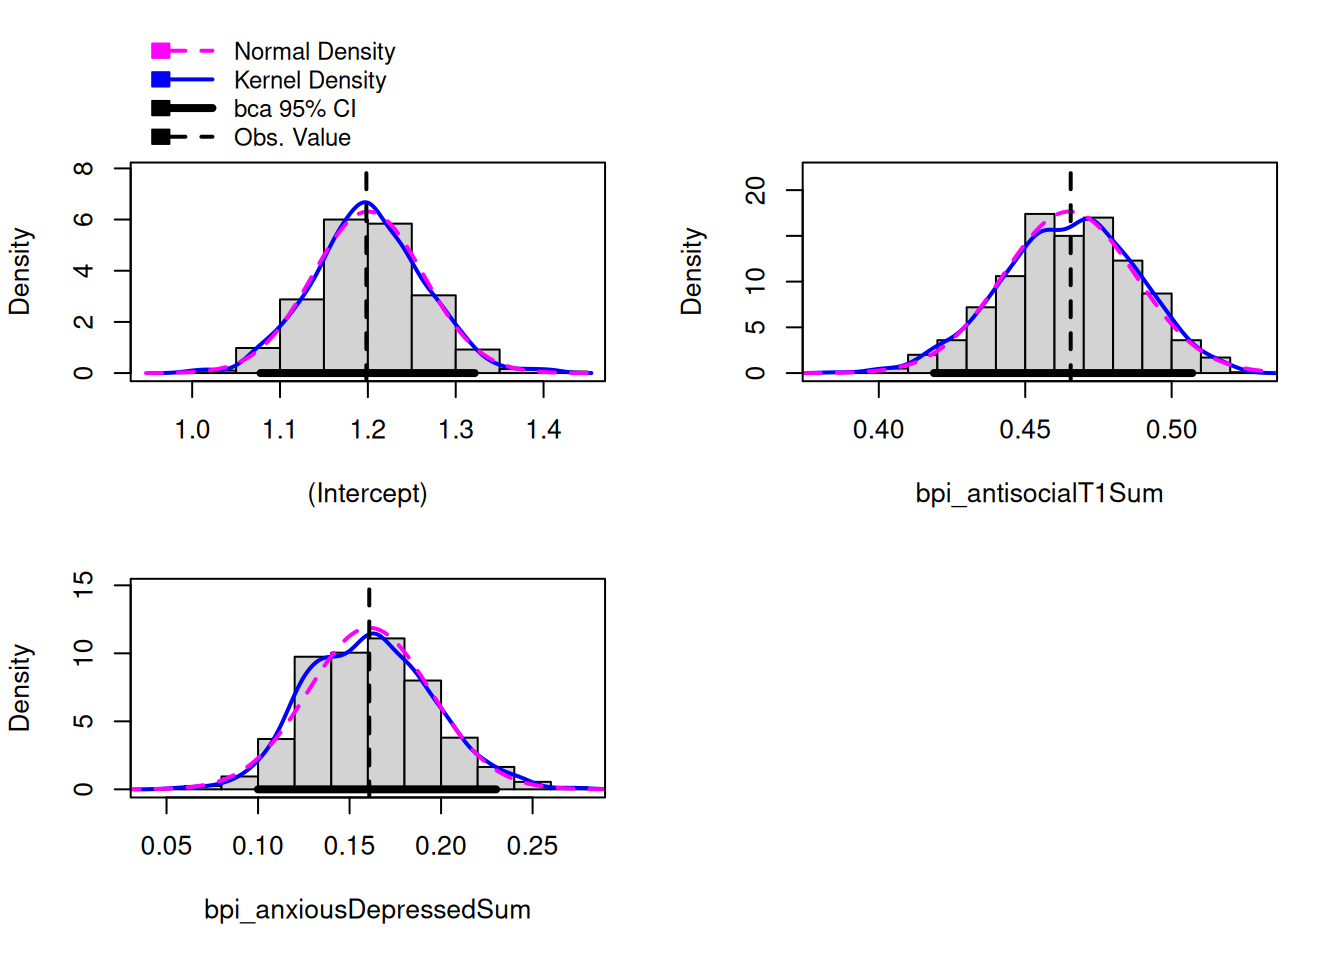 Normal Density
Kernel Density
bca 95% CI
Obs. Value
Density
8
6
4
2
0
1.0 1.1 1.2 1.3 1.4
(Intercept)
Density
20
10
5
0
0.40 0.45 0.50
bpi_antisocialT1Sum
Density
15
10
5
0
0.05 0.10 0.15 0.20 0.25
bpi_anxiousDepressedSum